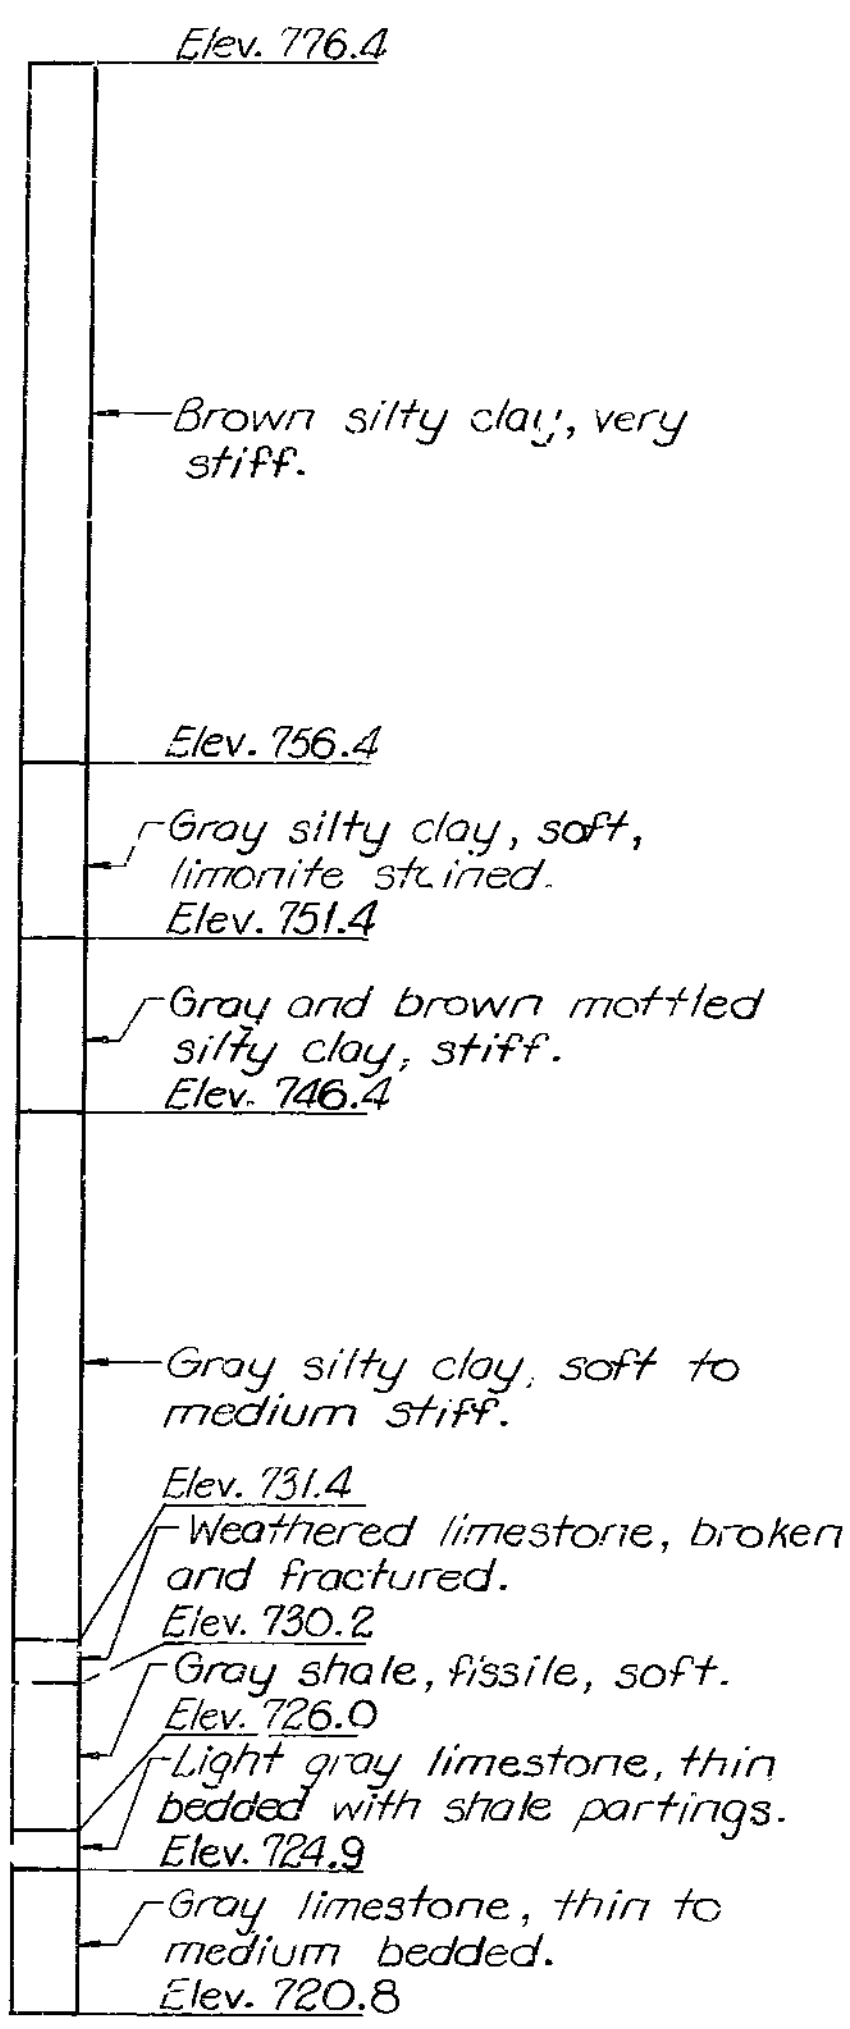 Elev. 776.4
Brown silty clay, very
stiff.
Elev. 756.4
Gray silty clay, soft,
limonite stained.
Elev. 751.4
Gray and brown mottled
silty clay, stiff.
Elev. 746.4
Gray silty clay, soft to
medium stiff.
Elev. 731.4
Weathered limestone, broken
and fractured.
Elev. 730.2
Gray shale, fissile, soft.
Elev. 726.0
Light gray limestone, thin
bedded with shale partings.
Elev. 724.9
Gray limestone, thin to
medium bedded.
Elev. 720.8